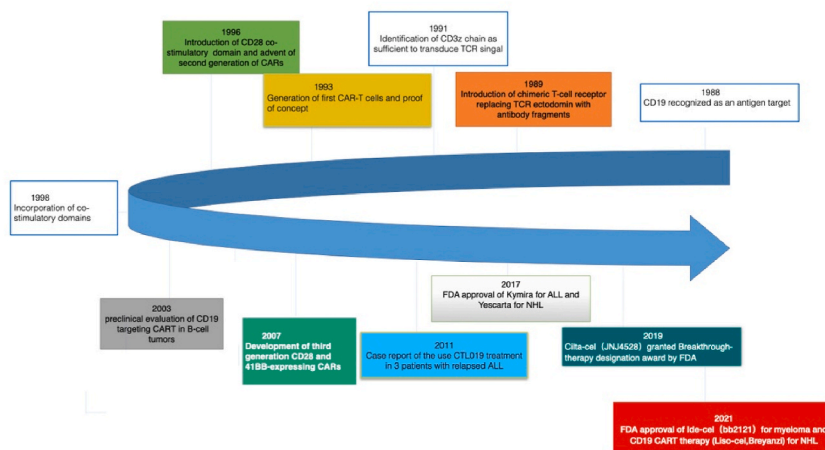 1996
Introduction of CD28 co-
stimulatory domain and advent of
second generation of CARs
1991
Identification of CD3z chain as
sufficient to transduce TCR singal
1993
Generation of first CAR-T cells and proof
of concept
1989
Introduction of chimeric T-cell receptor
replacing TCR ectodomin with
antibody fragments
1988
CD19 recognized as an antigen target
1998
Incorporation of co-
stimulatory domains
2003
preclinical evaluation of CD19
targeting CART in B-cell
tumors
2007
Development of third
generation CD28 and
41BB-expressing CARs
2011
Case report of the use CTL019 treatment
in 3 patients with relapsed ALL
2017
FDA approval of Kymira for ALL and
Yescarta for NHL
2019
Cilta-cel（JNJ4528）granted Breakthrough-
therapy designation award by FDA
2021
FDA approval of Ide-cel（bb2121）for myeloma and
CD19 CART therapy (Liso-cel,Breyanzi) for NHL